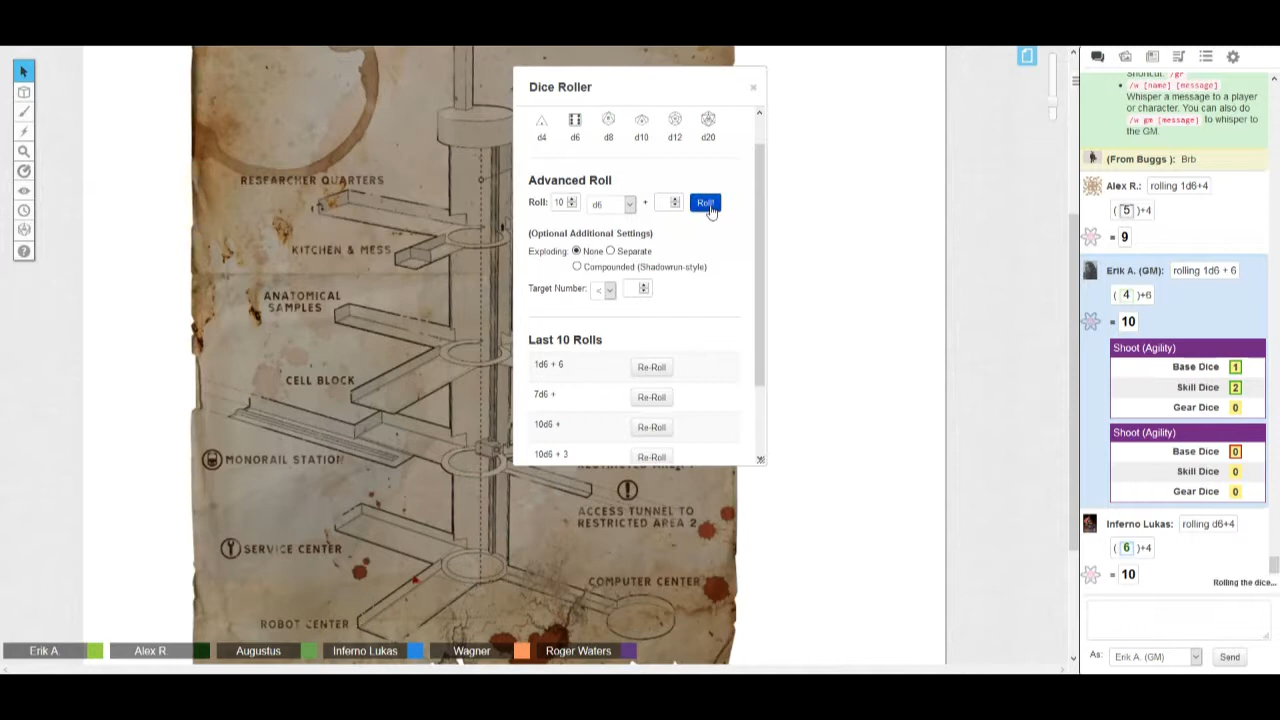 RESEARCHER QUARTERS
KITCHEN & MESS
ANATOMICAL
SAMPLES
CELL BLOCK
MONORAIL STATION
ACCESS TUNNEL TO
RESTRICTED AREA 2
SERVICE CENTER
COMPUTER CENTER
ROBOT CENTER
Dice Roller
d4 d6 d8 d10 d12 d20
Advanced Roll
Roll: 10 d6 + Roll!
(Optional Additional Settings)
Exploding: None Separate
Compounded (Shadowrun-style)
Target Number: <
Last 10 Rolls
1d6 + 6 Re-Roll
7d6 + Re-Roll
10d6 + Re-Roll
10d6 + 3 Re-Roll
Shortcut: /gr
/w [name] [message]
Whisper a message to a player
or character. You can also do
/w gm [message] to whisper to
the GM.
(From Buggs ): Brb
Alex R.: rolling 1d6+4
( 5 )+4
= 9
Erik A. (GM): rolling 1d6 + 6
( 4 )+6
= 10
Shoot (Agility)
Base Dice 1
Skill Dice 2
Gear Dice 0
Shoot (Agility)
Base Dice 0
Skill Dice 0
Gear Dice 0
Inferno Lukas: rolling d6+4
( 6 )+4
= 10
Rolling the dice...
As: Erik A. (GM) Send
Erik A. Alex R Augustus Inferno Lukas Wagner Roger Waters